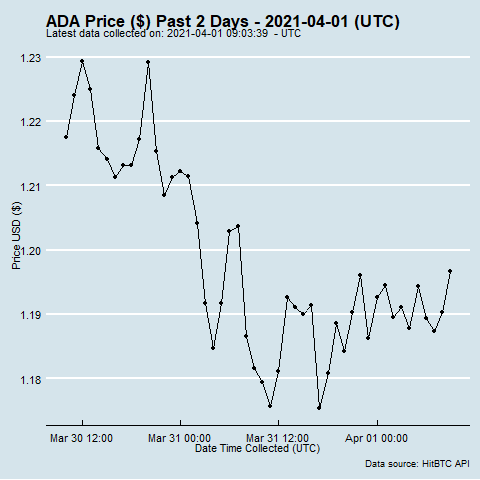 ADA Price ($) Past 2 Days - 2021-04-01 (UTC)
Latest data collected on: 2021-04-01 09:03:39 - UTC
1.23
1.22
1.21
1.20
1.19
1.18
Price USD ($)
Mar 30 12:00 Mar 31 00:00 Mar 31 12:00 Apr 01 00:00
Date Time Collected (UTC)
Data source: HitBTC API